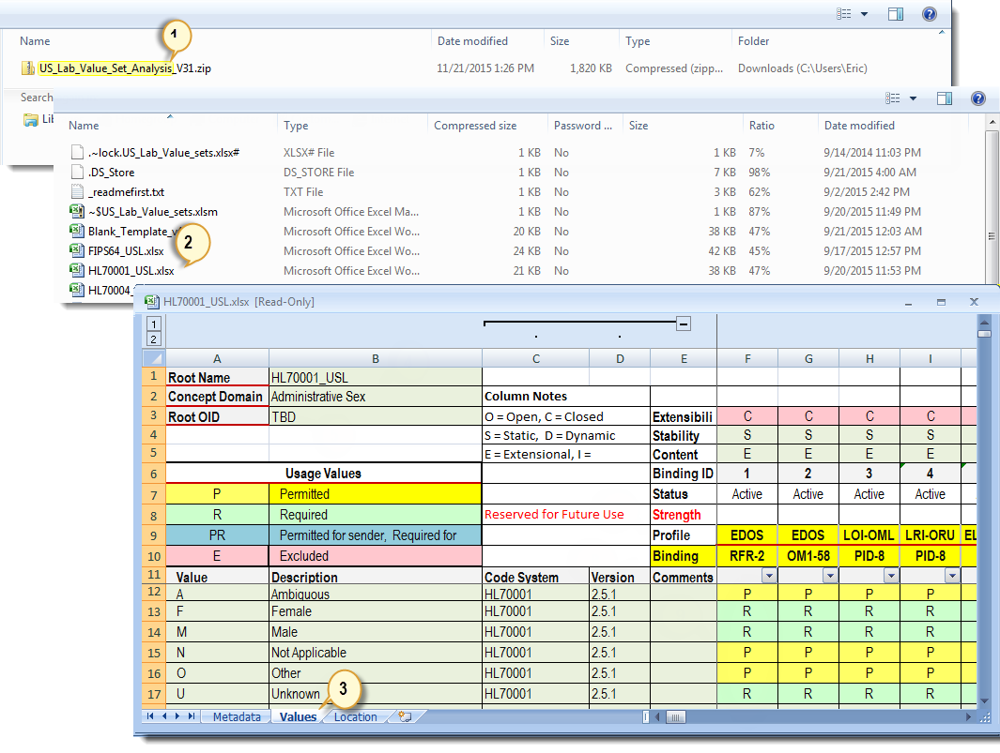 1
Name Date modified Size Type Folder
US_Lab_Value_Set_Analysis_V31.zip 11/21/2015 1:26 PM 1,820 KB Compressed (zipp... Downloads (C:\Users\Eric)
Search
Name Type Compressed size Password ... Size Ratio Date modified
.~lock.US_Lab_Value_sets.xlsx# XLSX# File 1 KB No 1 KB 7% 9/14/2014 11:03 PM
.DS_Store DS_STORE File 1 KB No 7 KB 98% 9/21/2015 4:00 AM
_readmefirst.txt TXT File 1 KB No 3 KB 62% 9/2/2015 2:42 PM
~$US_Lab_Value_sets.xlsm Microsoft Office Excel Ma... 1 KB No 1 KB 87% 9/20/2015 11:49 PM
Blank_Template_ Microsoft Office Excel Wo... 20 KB No 38 KB 47% 9/21/2015 12:03 AM
2
FIPS64_USL.xlsx Microsoft Office Excel Wo... 24 KB No 42 KB 45% 9/17/2015 12:57 PM
HL70001_USL.xlsx Microsoft Office Excel Wo... 21 KB No 38 KB 47% 9/20/2015 11:53 PM
HL70004_
HL70001_USL.xlsx [Read-Only]
1
2
A B C D E F G H I
1 Root Name HL70001_USL
2 Concept Domain Administrative Sex Column Notes
3 Root OID TBD O = Open, C = Closed Extensibili C C C C
4 S = Static, D = Dynamic Stability S S S S
5 E = Extensional, I = Content E E E E
6 Usage Values Binding ID 1 2 3 4
7 P Permitted Status Active Active Active Active
8 R Required Reserved for Future Use Strength
9 PR Permitted for sender, Required for Profile EDOS EDOS LOI-OML LRI-ORU EL
10 E Excluded Binding RFR-2 OM1-58 PID-8 PID-8
11 Value Description Code System Version Comments
12 A Ambiguous HL70001 2.5.1 P P P P
13 F Female HL70001 2.5.1 R R R R
14 M Male HL70001 2.5.1 R R R R
15 N Not Applicable HL70001 2.5.1 P P P P
16 O Other HL70001 2.5.1 P P P P
17 U Unknown HL70001 2.5.1 R R R R
3
Metadata Values Location